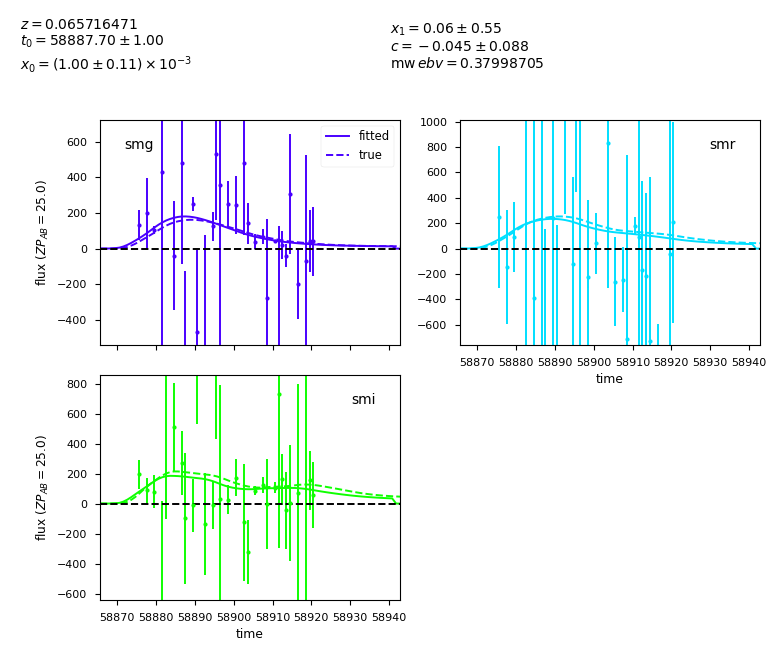 z = 0.065716471
t₀ = 58887.70 ± 1.00
x₀ = (1.00 ± 0.11) × 10⁻³
x₁ = 0.06 ± 0.55
c = −0.045 ± 0.088
mwebv = 0.37998705
smg
fitted
true
600
400
200
0
−200
−400
flux (ZP_AB = 25.0)
smr
1000
800
600
400
200
0
−200
−400
−600
58870 58880 58890 58900 58910 58920 58930 58940
time
smi
800
600
400
200
0
−200
−400
−600
flux (ZP_AB = 25.0)
58870 58880 58890 58900 58910 58920 58930 58940
time